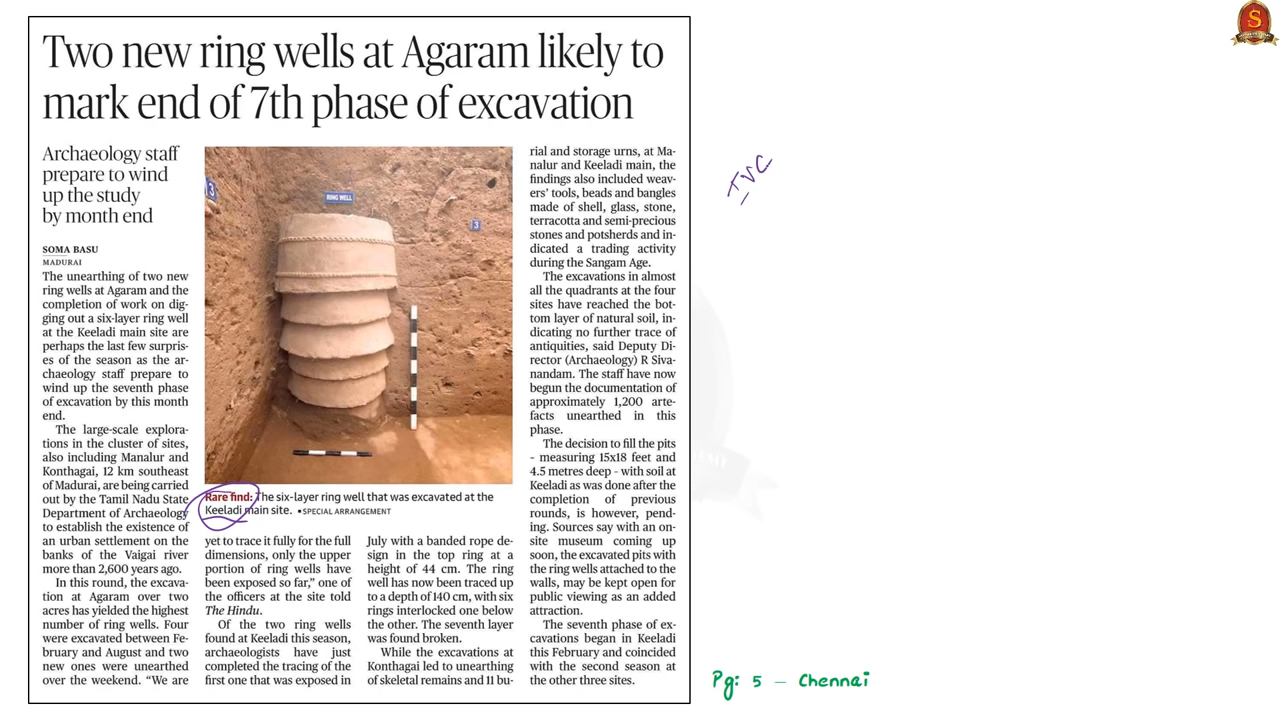 Two new ring wells at Agaram likely to
mark end of 7th phase of excavation
Archaeology staff
prepare to wind
up the study
by month end
SOMA BASU
MADURAI
The unearthing of two new
ring wells at Agaram and the
completion of work on dig-
ging out a six-layer ring well
at the Keeladi main site are
perhaps the last few surpris-
es of the season as the ar-
chaeology staff prepare to
wind up the seventh phase
of excavation by this month
end.
The large-scale explora-
tions in the cluster of sites,
also including Manalur and
Konthagai, 12 km southeast
of Madurai, are being carried
out by the Tamil Nadu State
Department of Archaeology
to establish the existence of
an urban settlement on the
banks of the Vaigai river
more than 2,600 years ago.
In this round, the excava-
tion at Agaram over two
acres has yielded the highest
number of ring wells. Four
were excavated between Fe-
bruary and August and two
new ones were unearthed
over the weekend. “We are
3
RING WELL
3
Rare find: The six-layer ring well that was excavated at the
Keeladi main site. •SPECIAL ARRANGEMENT
yet to trace it fully for the full
dimensions, only the upper
portion of ring wells have
been exposed so far,” one of
the officers at the site told
The Hindu.
Of the two ring wells
found at Keeladi this season,
archaeologists have just
completed the tracing of the
first one that was exposed in
July with a banded rope de-
sign in the top ring at a
height of 44 cm. The ring
well has now been traced up
to a depth of 140 cm, with six
rings interlocked one below
the other. The seventh layer
was found broken.
While the excavations at
Konthagai led to unearthing
of skeletal remains and 11 bu-
rial and storage urns, at Ma-
nalur and Keeladi main, the
findings also included weav-
ers’ tools, beads and bangles
made of shell, glass, stone,
terracotta and semi-precious
stones and potsherds and in-
dicated a trading activity
during the Sangam Age.
The excavations in almost
all the quadrants at the four
sites have reached the bot-
tom layer of natural soil, in-
dicating no further trace of
antiquities, said Deputy Di-
rector (Archaeology) R Siva-
nandam. The staff have now
begun the documentation of
approximately 1,200 arte-
facts unearthed in this
phase.
The decision to fill the pits
- measuring 15x18 feet and
4.5 metres deep - with soil at
Keeladi as was done after the
completion of previous
rounds, is however, pend-
ing. Sources say with an on-
site museum coming up
soon, the excavated pits with
the ring wells attached to the
walls, may be kept open for
public viewing as an added
attraction.
The seventh phase of ex-
cavations began in Keeladi
this February and coincided
with the second season at
the other three sites.
IVC
Pg: 5 – Chennai
S